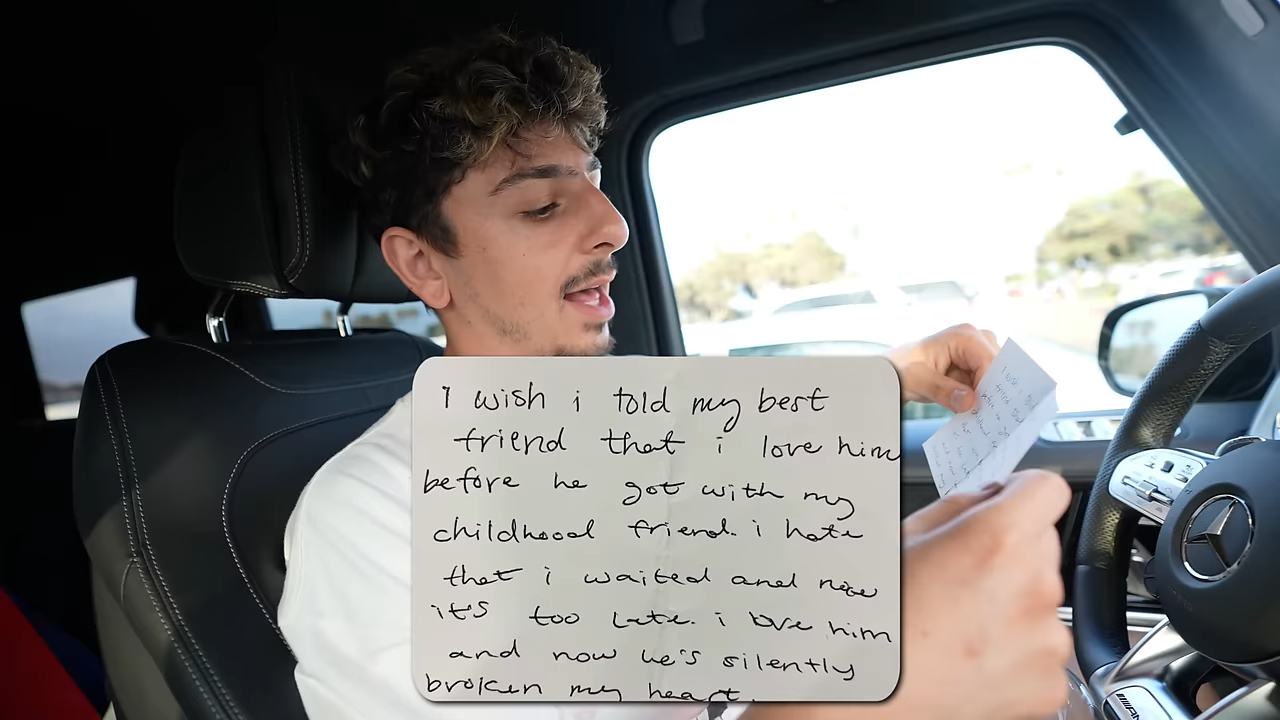 I wish i told my best
friend that i love him
before he got with my
childhood friend. i hate
that i waited and now
it's too late. i love him
and now he's silently
broken my heart.